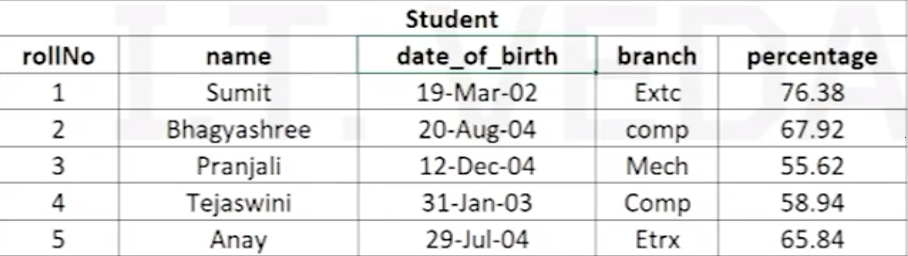 Student
rollNo name date_of_birth branch percentage
1 Sumit 19-Mar-02 Extc 76.38
2 Bhagyashree 20-Aug-04 comp 67.92
3 Pranjali 12-Dec-04 Mech 55.62
4 Tejaswini 31-Jan-03 Comp 58.94
5 Anay 29-Jul-04 Etrx 65.84